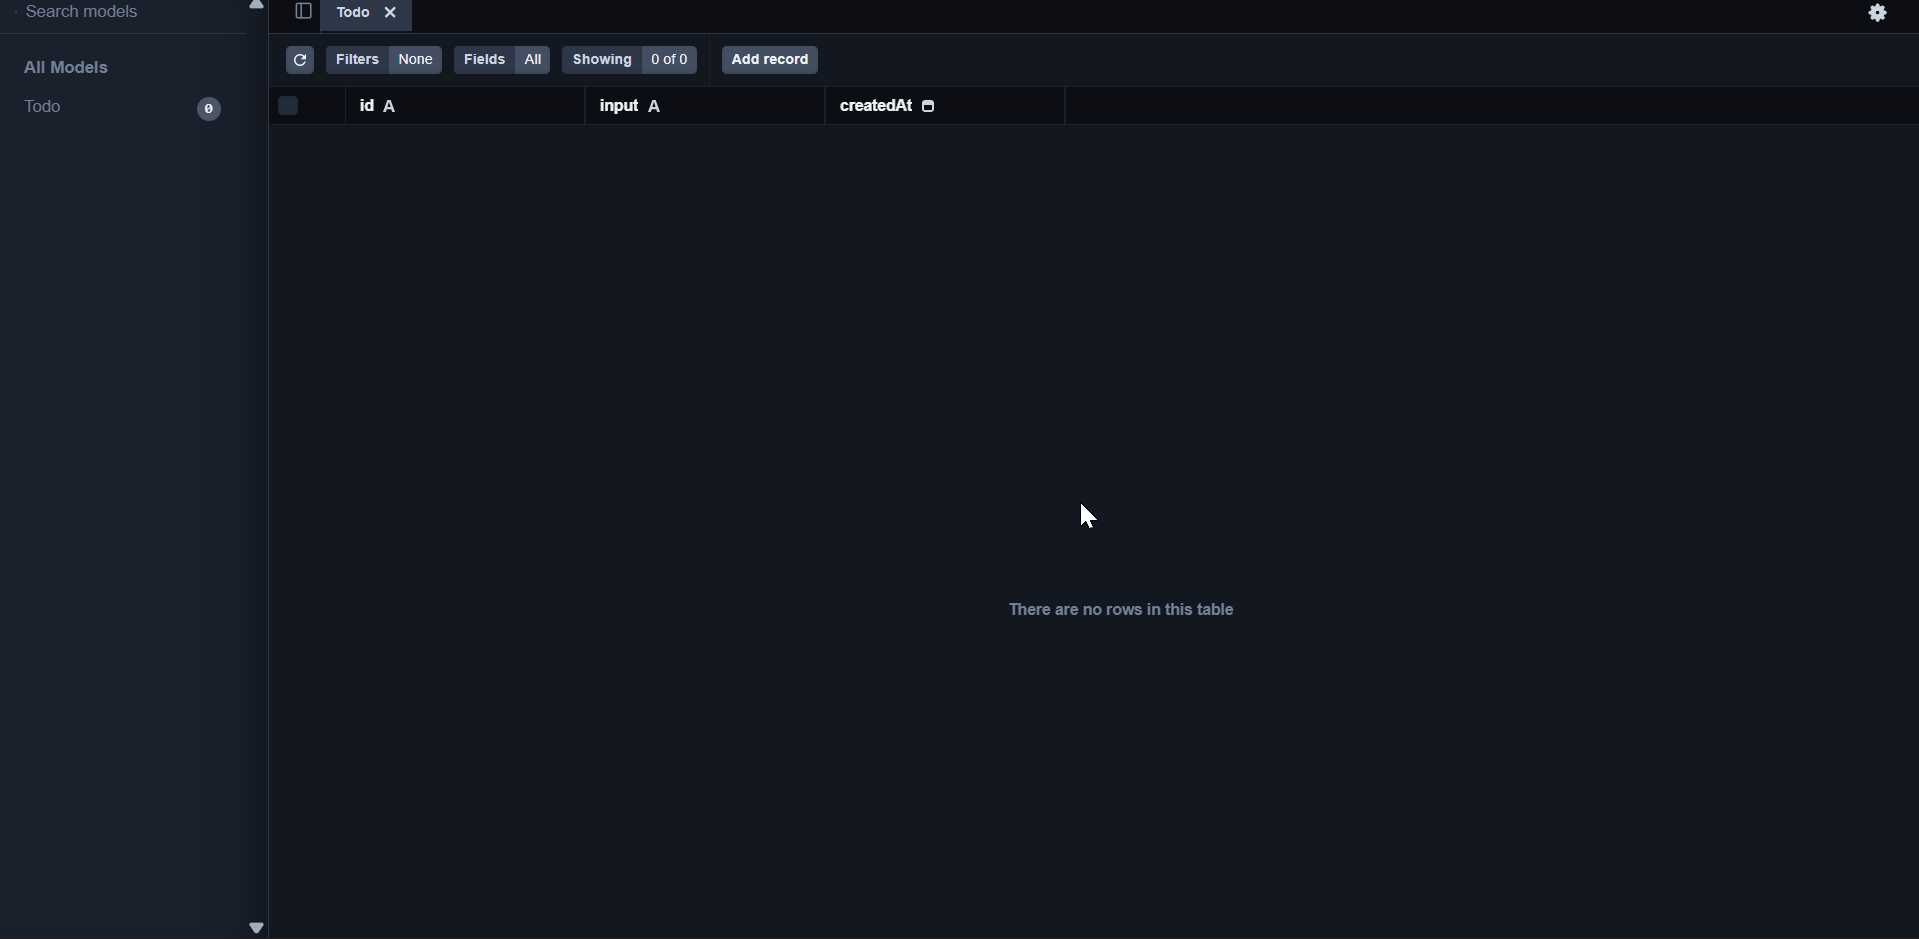 Search models
Todo
All Models
Todo 0
Filters None Fields All Showing 0 of 0 Add record
id A input A createdAt
There are no rows in this table